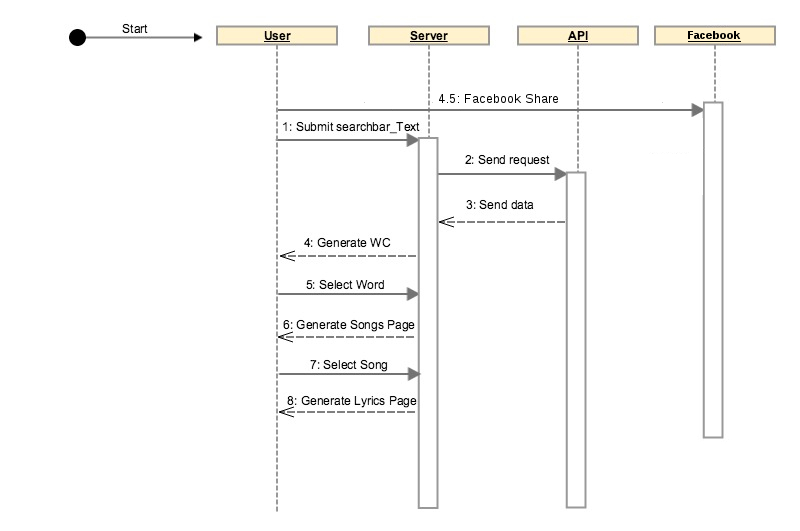 Start
User
Server
API
Facebook
4.5: Facebook Share
1: Submit searchbar_Text
2: Send request
3: Send data
4: Generate WC
5: Select Word
6: Generate Songs Page
7: Select Song
8: Generate Lyrics Page